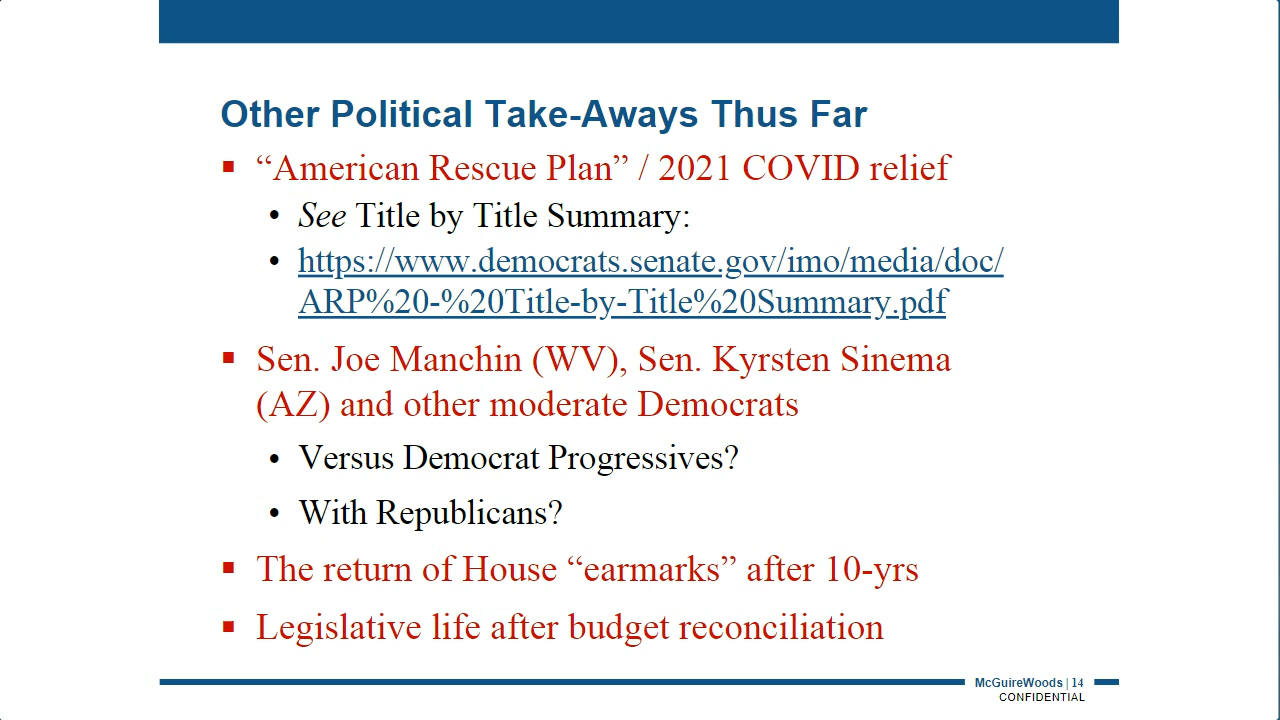 Other Political Take-Aways Thus Far
▪ “American Rescue Plan” / 2021 COVID relief
• See Title by Title Summary:
• https://www.democrats.senate.gov/imo/media/doc/
ARP%20-%20Title-by-Title%20Summary.pdf
▪ Sen. Joe Manchin (WV), Sen. Kyrsten Sinema
(AZ) and other moderate Democrats
• Versus Democrat Progressives?
• With Republicans?
▪ The return of House “earmarks” after 10-yrs
▪ Legislative life after budget reconciliation
McGuireWoods | 14
CONFIDENTIAL